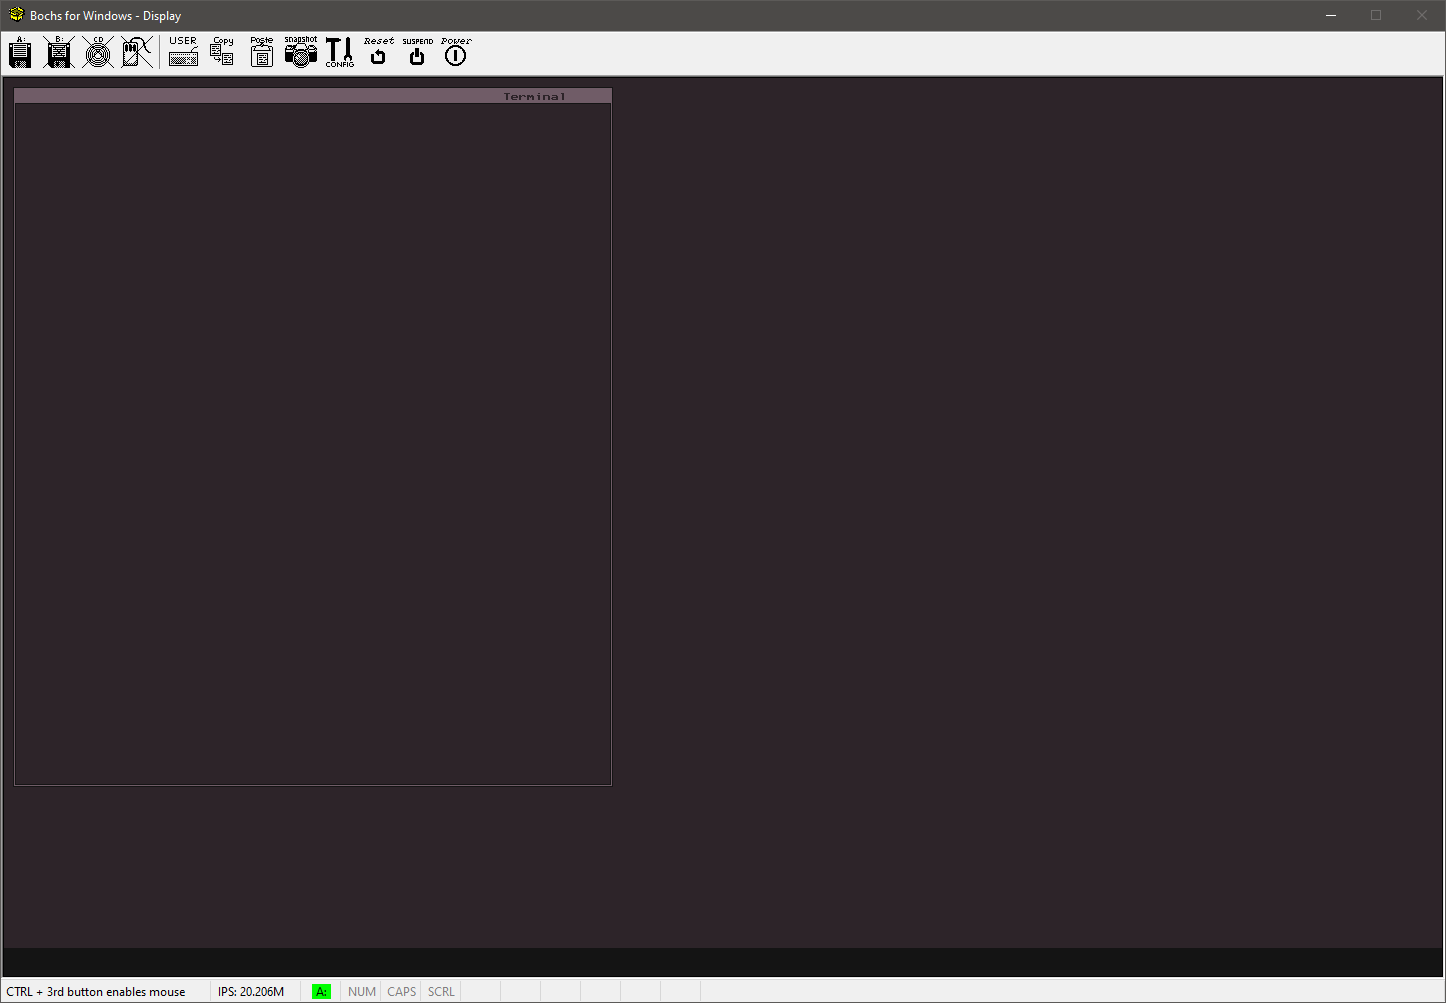 Bochs for Windows - Display
A: B: CD USER Copy Paste snapshot CONFIG Reset SUSPEND Power
Terminal
CTRL + 3rd button enables mouse IPS: 20.206M A: NUM CAPS SCRL